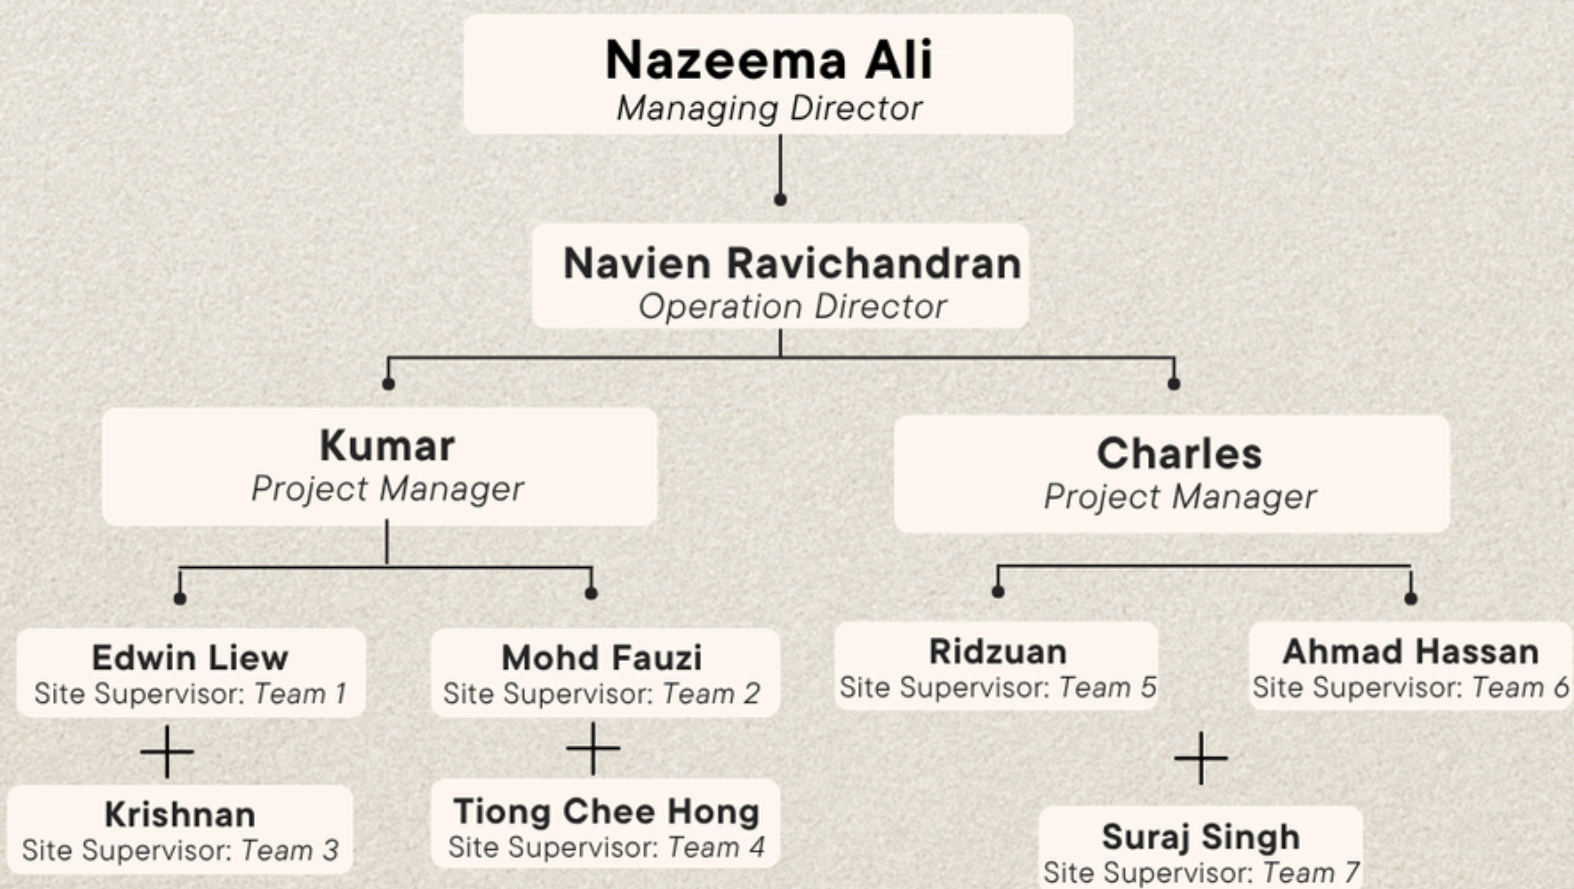 Nazeema Ali
Managing Director
Navien Ravichandran
Operation Director
Kumar
Project Manager
Charles
Project Manager
Edwin Liew
Site Supervisor: Team 1
Mohd Fauzi
Site Supervisor: Team 2
Ridzuan
Site Supervisor: Team 5
Ahmad Hassan
Site Supervisor: Team 6
Krishnan
Site Supervisor: Team 3
Tiong Chee Hong
Site Supervisor: Team 4
Suraj Singh
Site Supervisor: Team 7